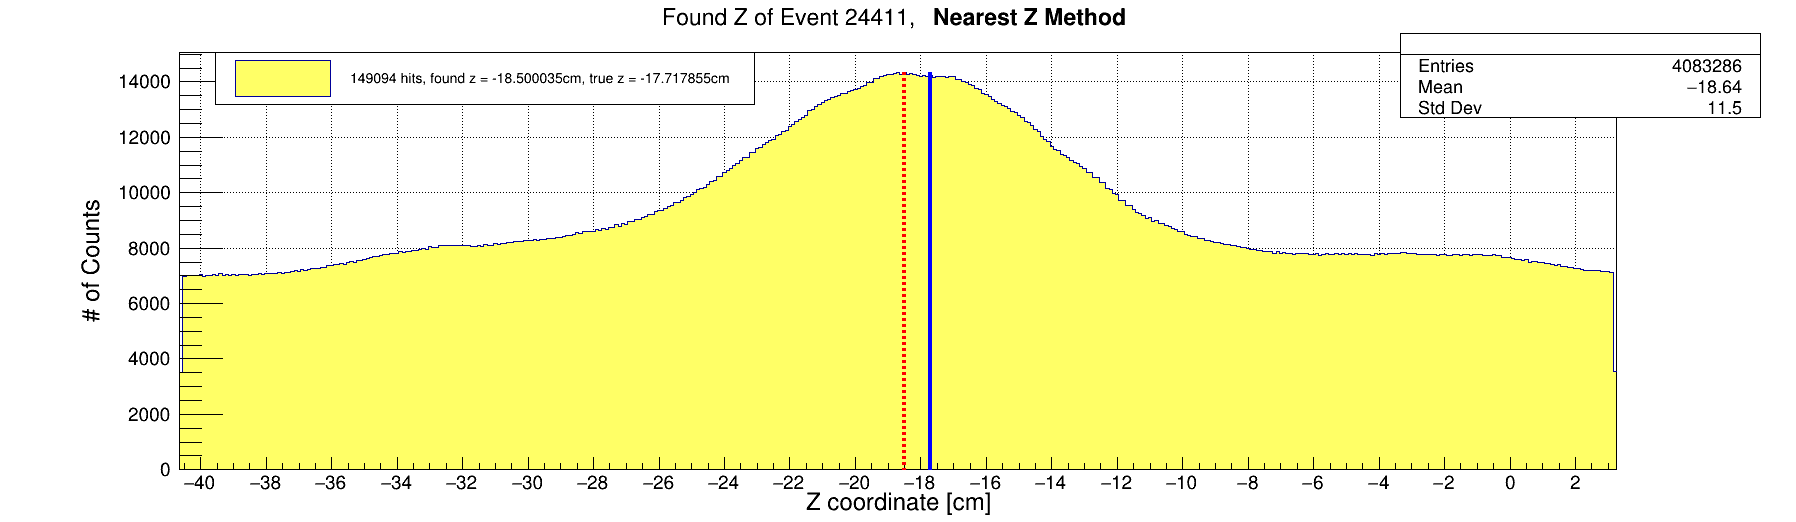 Found Z of Event 24411, Nearest Z Method
149094 hits, found z = -18.500035cm, true z = -17.717855cm
Entries 4083286
Mean −18.64
Std Dev 11.5
# of Counts
14000
12000
10000
8000
6000
4000
2000
0
−40 −38 −36 −34 −32 −30 −28 −26 −24 −22 −20 −18 −16 −14 −12 −10 −8 −6 −4 −2 0 2
Z coordinate [cm]